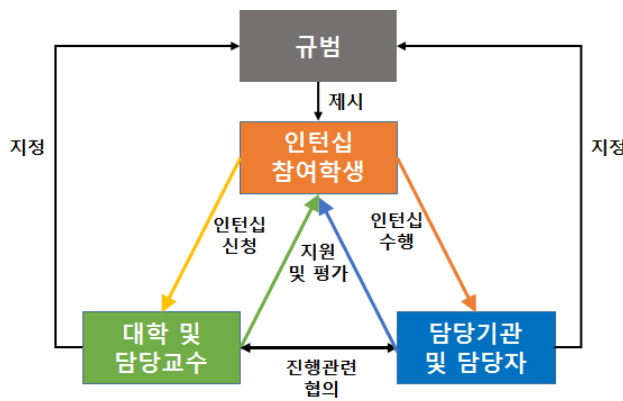 규범
제시
지정
지정
인턴십
참여학생
인턴십
신청
지원
및 평가
인턴십
수행
대학 및
담당교수
진행관련
협의
담당기관
및 담당자